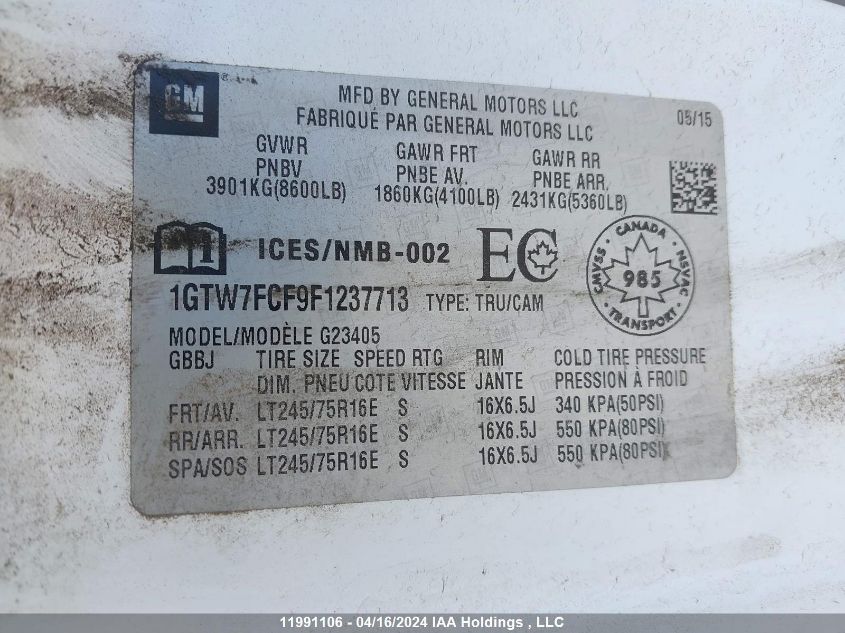 GM ®
MFD BY GENERAL MOTORS LLC
FABRIQUÉ PAR GENERAL MOTORS LLC
05/15
GVWR GAWR FRT GAWR RR
PNBV PNBE AV. PNBE ARR.
3901KG(8600LB) 1860KG(4100LB) 2431KG(5360LB)
ICES/NMB-002 EC
CANADA CMVSS 985 NSVAC TRANSPORT
1GTW7FCF9F1237713 TYPE: TRU/CAM
MODEL/MODÈLE G23405
GBBJ TIRE SIZE SPEED RTG RIM COLD TIRE PRESSURE
DIM. PNEU COTE VITESSE JANTE PRESSION À FROID
FRT/AV. LT245/75R16E S 16X6.5J 340 KPA(50PSI)
RR/ARR. LT245/75R16E S 16X6.5J 550 KPA(80PSI)
SPA/SOS LT245/75R16E S 16X6.5J 550 KPA(80PSI)
11991106 - 04/16/2024 IAA Holdings , LLC